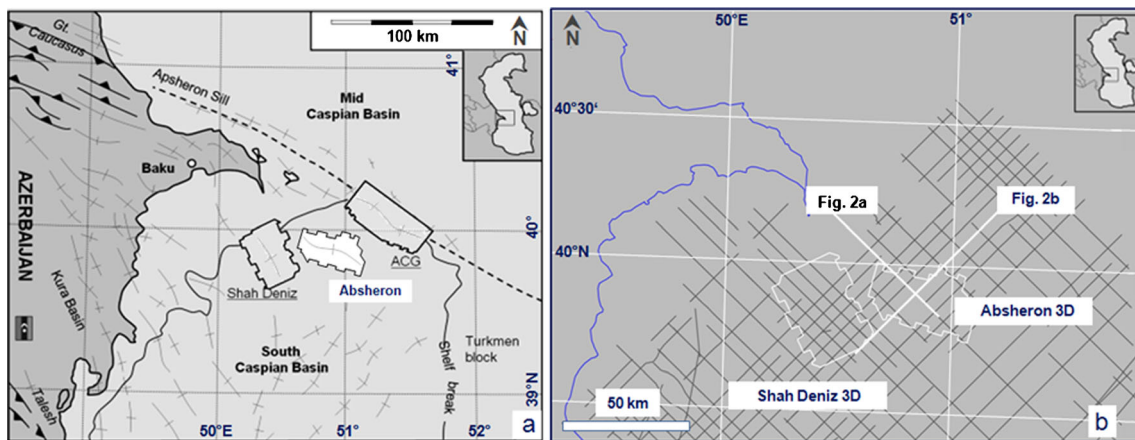 Gt.
Caucasus
100 km
N
41°
Apsheron Sill
Mid
Caspian Basin
Baku
AZERBAIJAN
40°
ACG
Shah Deniz
Absheron
Kura Basin
South
Caspian Basin
Turkmen
block
Shelf break
39°N
Talesh
50°E
51°
52°
a
50°E
51°
N
40°30‘
Fig. 2a
Fig. 2b
40°N
Absheron 3D
Shah Deniz 3D
50 km
b